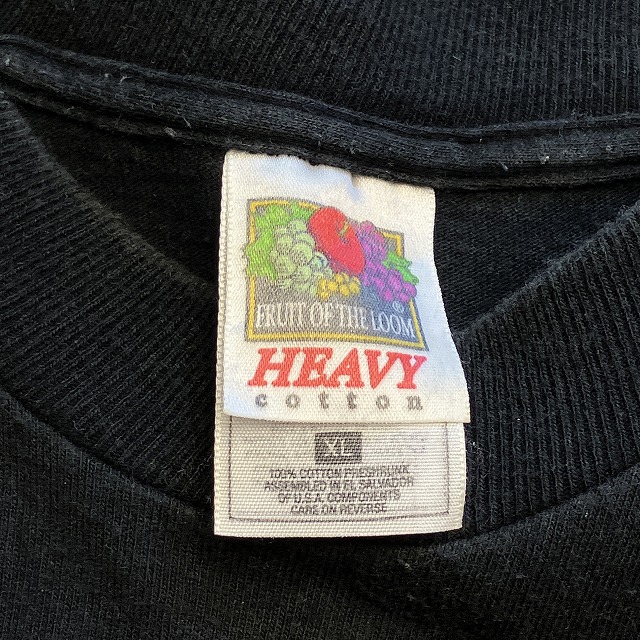 FRUIT OF THE LOOM®
HEAVY
cotton
XL
100% COTTON PRESHRUNK
ASSEMBLED IN EL SALVADOR
OF U.S.A. COMPONENTS
CARE ON REVERSE